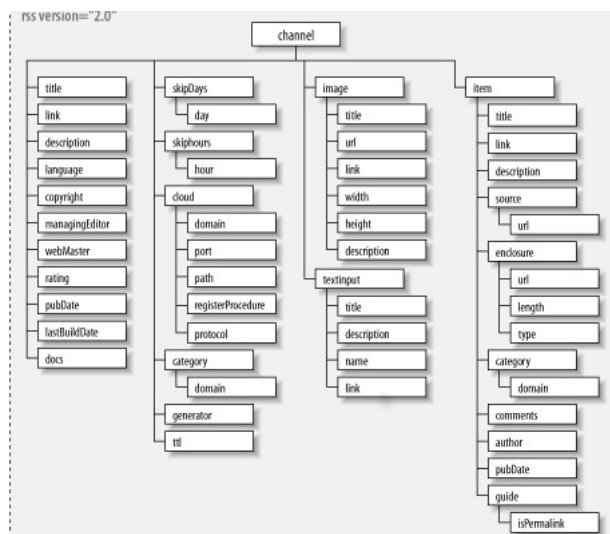 rss version="2.0"
channel
title
link
description
language
copyright
managingEditor
webMaster
rating
pubDate
lastBuildDate
docs
skipDays
day
skiphours
hour
cloud
domain
port
path
registerProcedure
protocol
category
domain
generator
ttl
image
title
url
link
width
height
description
textinput
title
description
name
link
item
title
link
description
source
url
enclosure
url
length
type
category
domain
comments
author
pubDate
guide
isPermalink